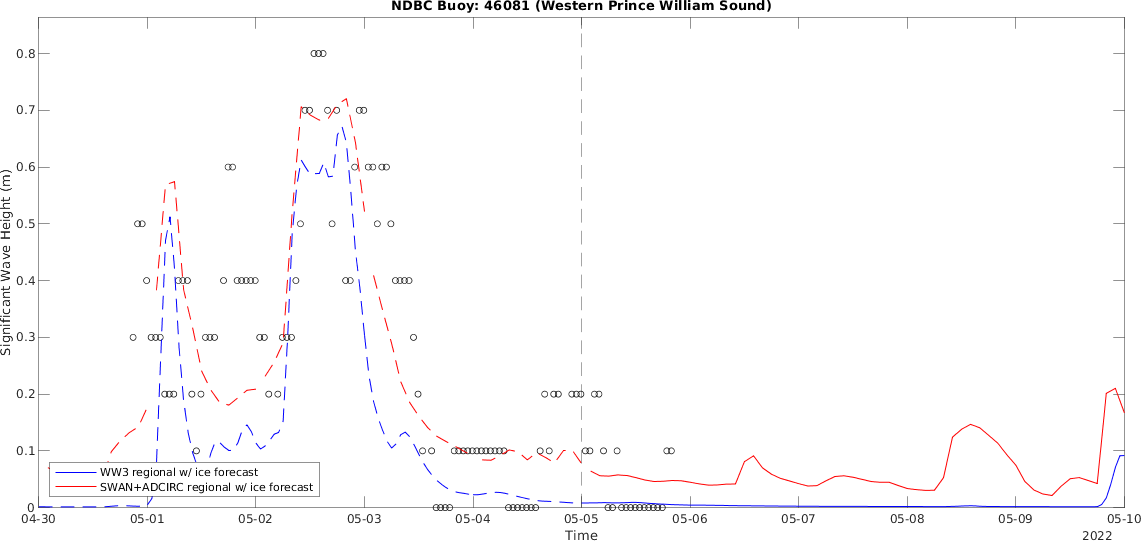 NDBC Buoy: 46081 (Western Prince William Sound)
0.8
0.7
0.6
0.5
0.4
0.3
0.2
0.1
0
Significant Wave Height (m)
WW3 regional w/ ice forecast
SWAN+ADCIRC regional w/ ice forecast
04-30 05-01 05-02 05-03 05-04 05-05 05-06 05-07 05-08 05-09 05-10
Time
2022